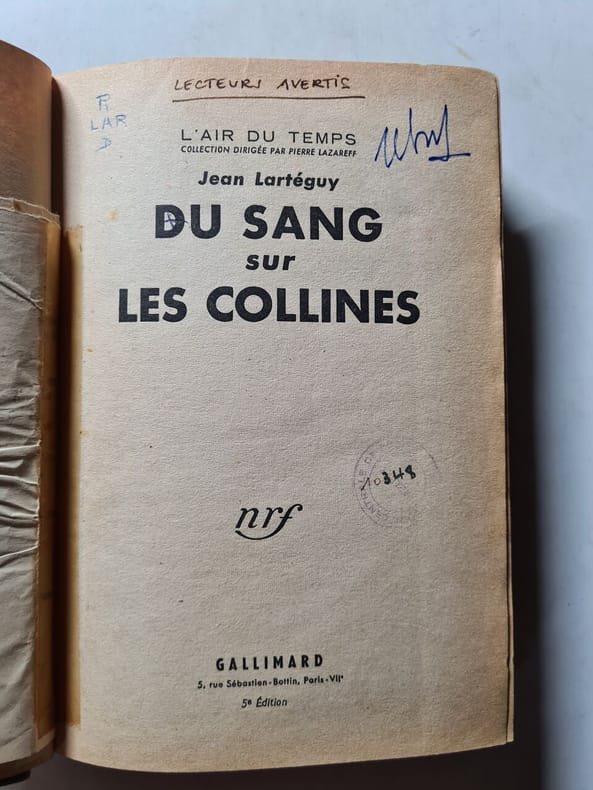 LECTEURS AVERTIS
R
LAR
D
L'AIR DU TEMPS
COLLECTION DIRIGÉE PAR PIERRE LAZAREFF
Jean Lartéguy
DU SANG
sur
LES COLLINES
10348
nrf
GALLIMARD
5, rue Sébastien-Bottin, Paris-VIIᵉ
5ᵉ Édition